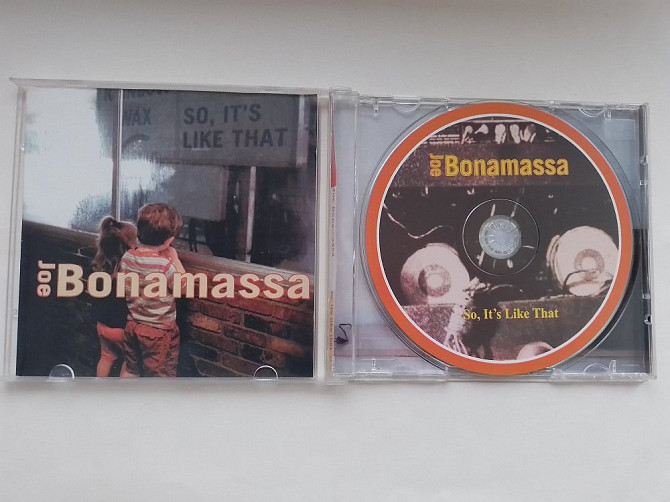 WAX
SO, IT'S
LIKE THAT
Joe
Bonamassa
Joe
Bonamassa
So, It's Like That